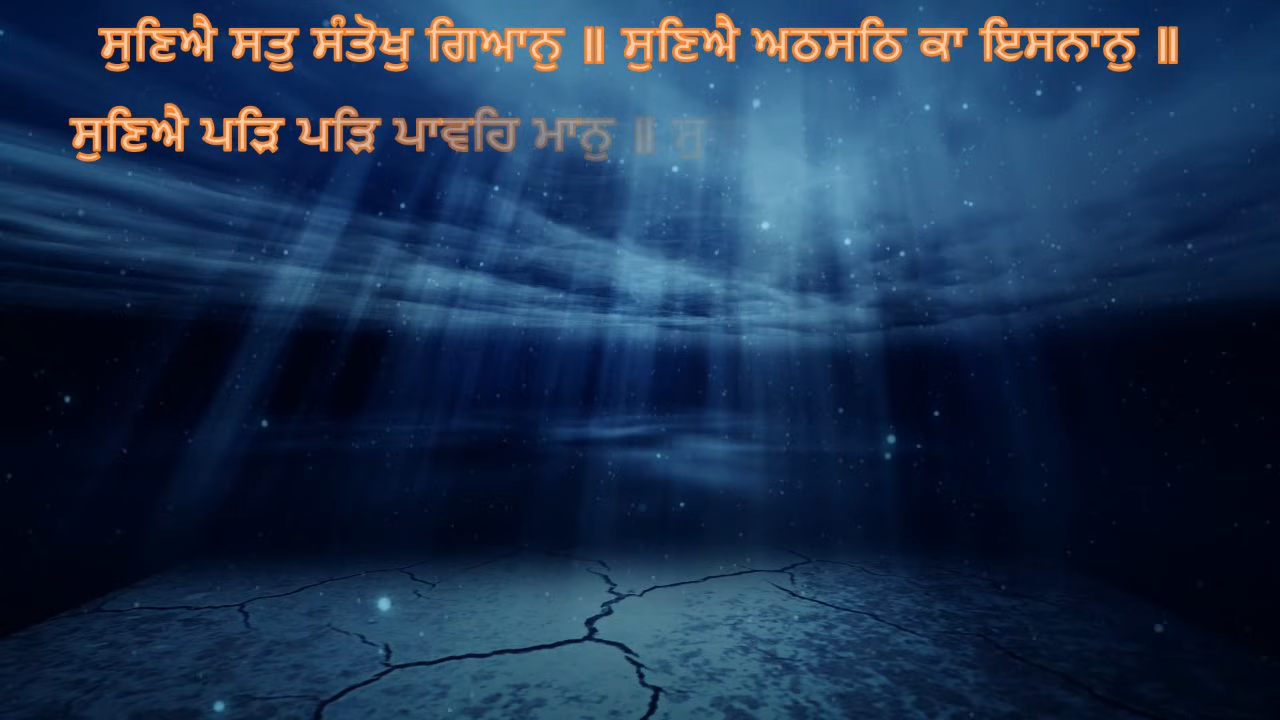 ਸੁਣਿਐ ਸਤੁ ਸੰਤੋਖੁ ਗਿਆਨੁ ॥ ਸੁਣਿਐ ਅਠਸਠਿ ਕਾ ਇਸਨਾਨੁ ॥
ਸੁਣਿਐ ਪੜਿ ਪੜਿ ਪਾਵਹਿ ਮਾਨੁ ॥ ਸੁ